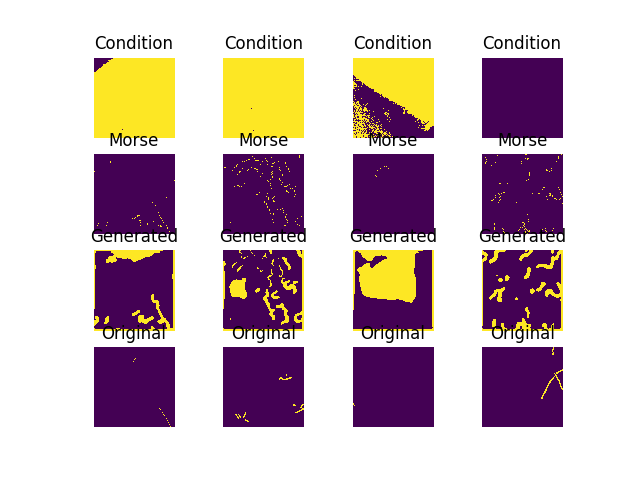 Condition Condition Condition Condition
Morse Morse Morse Morse
Generated Generated Generated Generated
Original Original Original Original